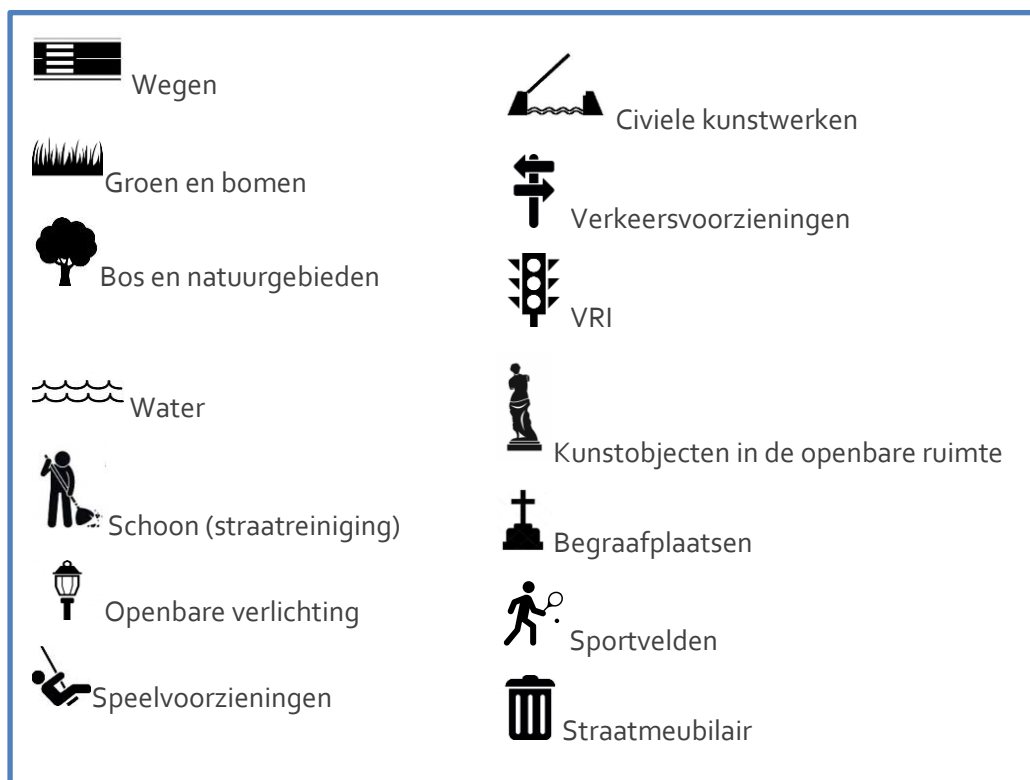 Wegen
Groen en bomen
Bos en natuurgebieden
Water
Schoon (straatreiniging)
Openbare verlichting
Speelvoorzieningen
Civiele kunstwerken
Verkeersvoorzieningen
VRI
Kunstobjecten in de openbare ruimte
Begraafplaatsen
Sportvelden
Straatmeubilair